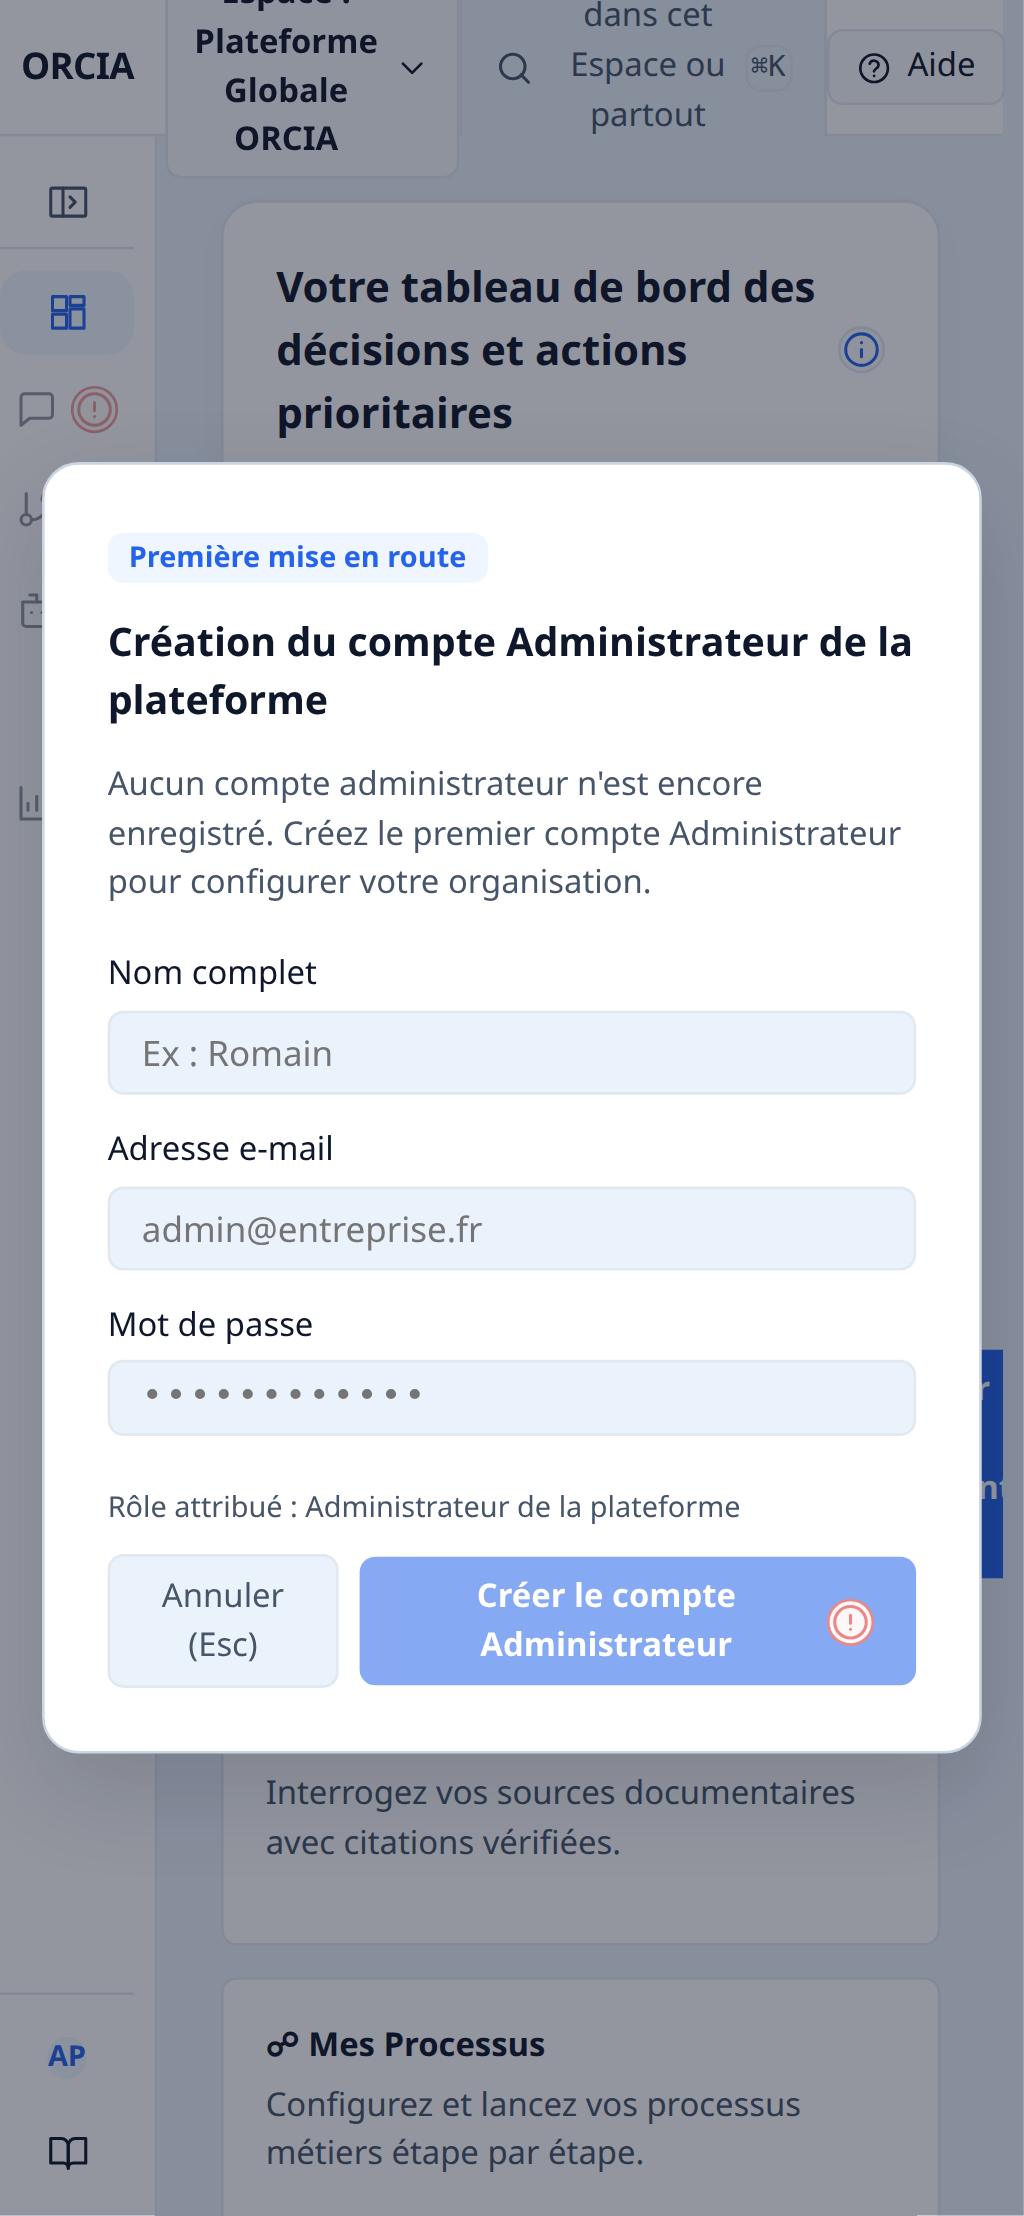 ORCIA
Espace :
Plateforme
Globale
ORCIA
dans cet
Espace ou
partout
⌘K
Aide
Votre tableau de bord des
décisions et actions
prioritaires
Première mise en route
Création du compte Administrateur de la
plateforme
Aucun compte administrateur n'est encore
enregistré. Créez le premier compte Administrateur
pour configurer votre organisation.
Nom complet
Ex : Romain
Adresse e-mail
admin@entreprise.fr
Mot de passe
••••••••••••
Rôle attribué : Administrateur de la plateforme
Annuler
(Esc)
Créer le compte
Administrateur
Interrogez vos sources documentaires
avec citations vérifiées.
Mes Processus
Configurez et lancez vos processus
métiers étape par étape.
AP